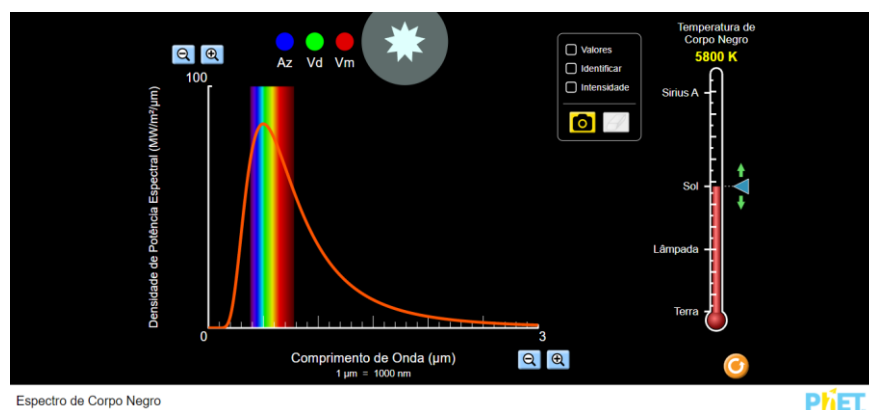 Az Vd Vm
100
Densidade de Potência Espectral (MW/m²/µm)
0
3
Comprimento de Onda (µm)
1 µm = 1000 nm
Valores
Identificar
Intensidade
Temperatura de
Corpo Negro
5800 K
Sirius A
Sol
Lâmpada
Terra
Espectro de Corpo Negro
PhET